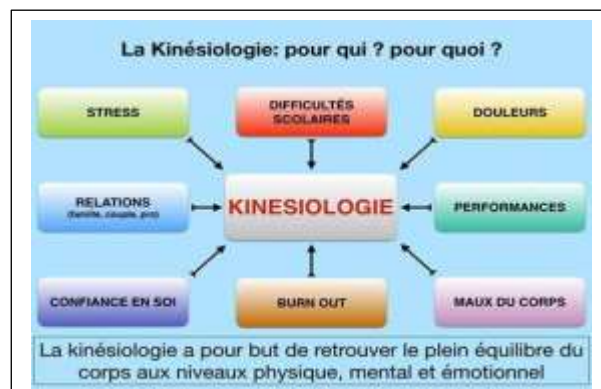 La Kinésiologie: pour qui ? pour quoi ?
STRESS
DIFFICULTÉS
SCOLAIRES
DOULEURS
RELATIONS
(famille, couple, pro)
KINESIOLOGIE
PERFORMANCES
CONFIANCE EN SOI
BURN OUT
MAUX DU CORPS
La kinésiologie a pour but de retrouver le plein équilibre du
corps aux niveaux physique, mental et émotionnel